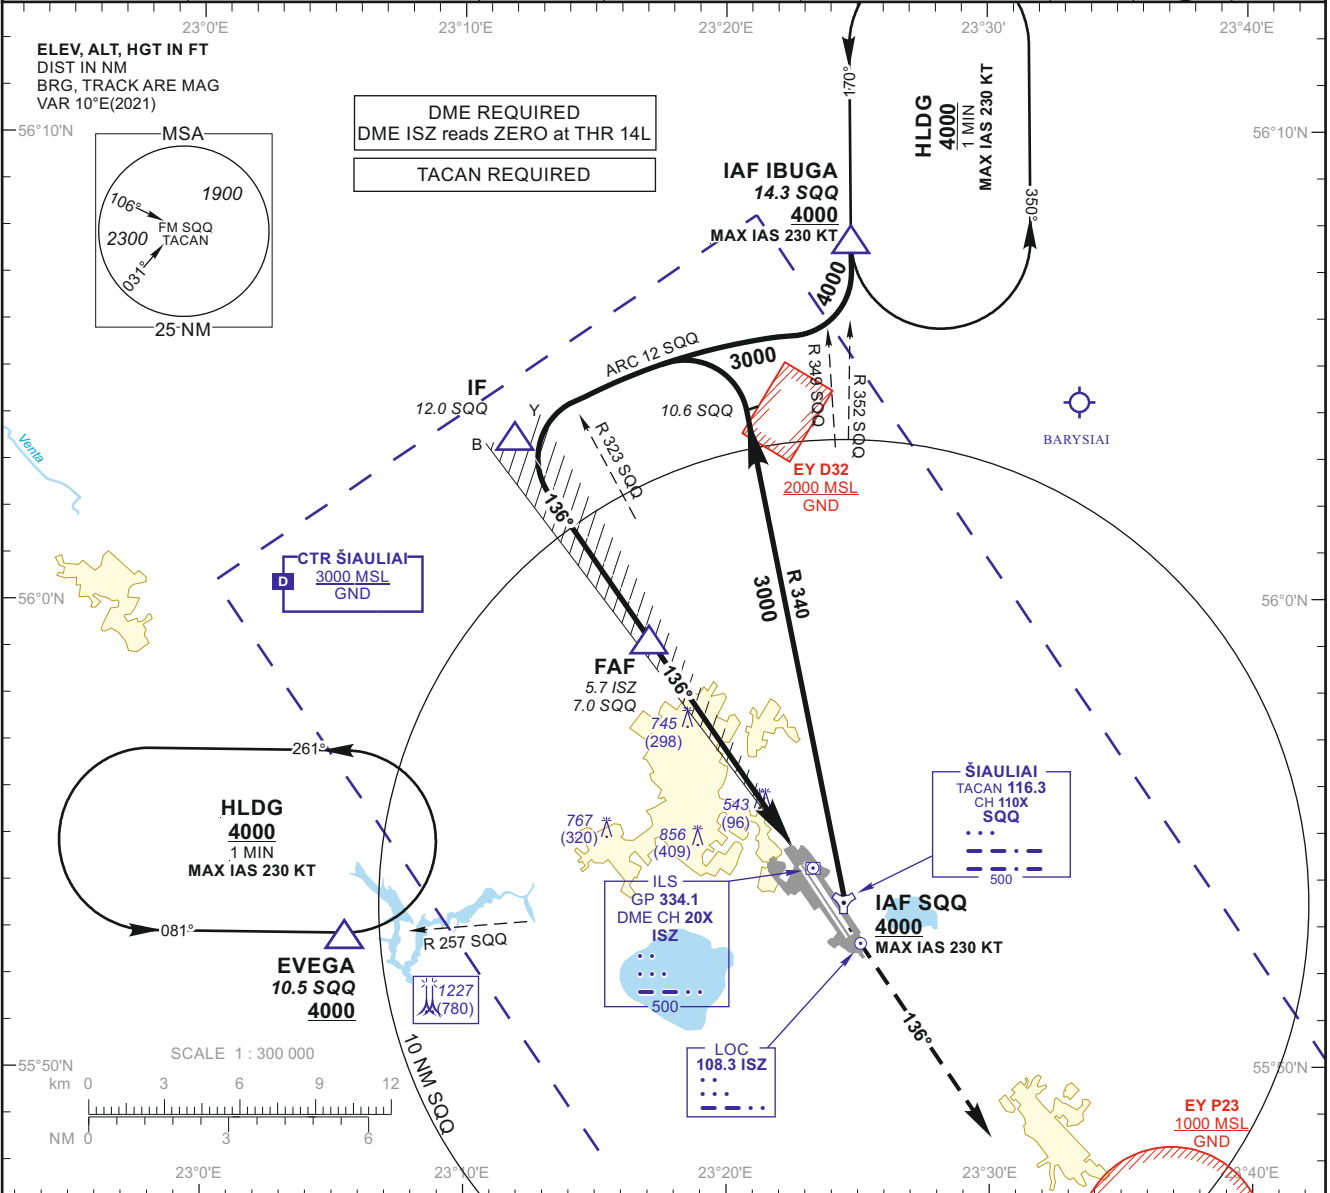 23°0'E
23°10'E
23°20'E
23°30'E
23°40'E
ELEV, ALT, HGT IN FT
DIST IN NM
BRG, TRACK ARE MAG
VAR 10°E(2021)
MSA
106°
1900
FM SQQ
TACAN
2300
031°
25 NM
DME REQUIRED
DME ISZ reads ZERO at THR 14L
TACAN REQUIRED
56°10'N
56°10'N
170°
HLDG
4000
1 MIN
MAX IAS 230 KT
350°
IAF IBUGA
14.3 SQQ
4000
MAX IAS 230 KT
4000
ARC 12 SQQ
3000
R 349 SQQ
R 352 SQQ
IF
12.0 SQQ
Y
B
10.6 SQQ
R 323 SQQ
BARYSIAI
EY D32
2000 MSL
GND
Venta
136°
CTR ŠIAULIAI
D
3000 MSL
GND
56°0'N
56°0'N
R 340
3000
FAF
5.7 ISZ
7.0 SQQ
136°
745
(298)
543
(96)
767
(320)
856
(409)
261°
HLDG
4000
1 MIN
MAX IAS 230 KT
081°
EVEGA
10.5 SQQ
4000
R 257 SQQ
1227
(780)
ŠIAULIAI
TACAN 116.3
CH 110X
SQQ
500
ILS
GP 334.1
DME CH 20X
ISZ
500
IAF SQQ
4000
MAX IAS 230 KT
136°
LOC
108.3 ISZ
10 NM SQQ
SCALE 1 : 300 000
km 0 3 6 9 12
NM 0 3 6
55°50'N
55°50'N
EY P23
1000 MSL
GND
23°0'E
23°10'E
23°20'E
23°30'E
23°40'E